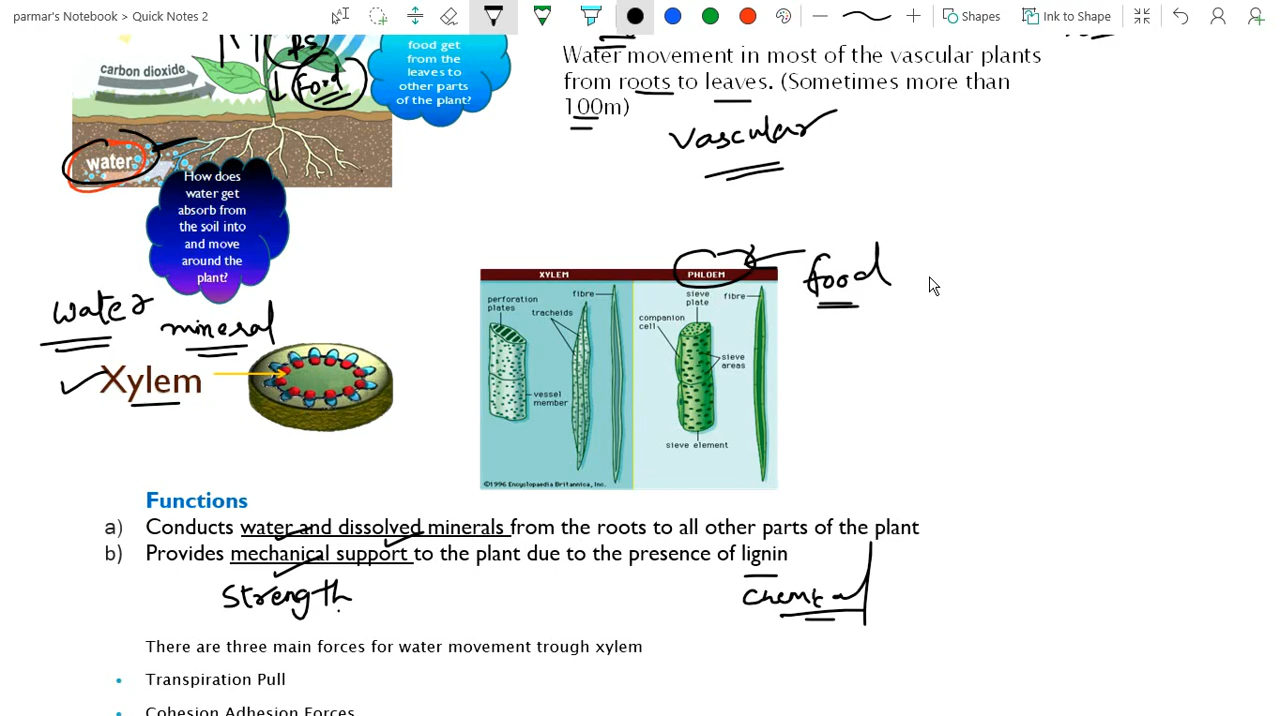 parmar's Notebook > Quick Notes 2
Shapes
Ink to Shape
PS
food get
from the
leaves to
other parts
of the plant?
carbon dioxide
Food
water
How does
water get
absorb from
the soil into
and move
around the
plant?
Water movement in most of the vascular plants
from roots to leaves. (Sometimes more than
100m)
vascular
water
mineral
Xylem
XYLEM
PHLOEM
food
perforation
plates
fibre
tracheids
vessel
member
sieve
plate
fibre
companion
cell
sieve
areas
sieve element
©1996 Encyclopaedia Britannica, Inc.
Functions
a) Conducts water and dissolved minerals from the roots to all other parts of the plant
b) Provides mechanical support to the plant due to the presence of lignin
Strength
There are three main forces for water movement trough xylem
• Transpiration Pull
• Cohesion Adhesion Forces